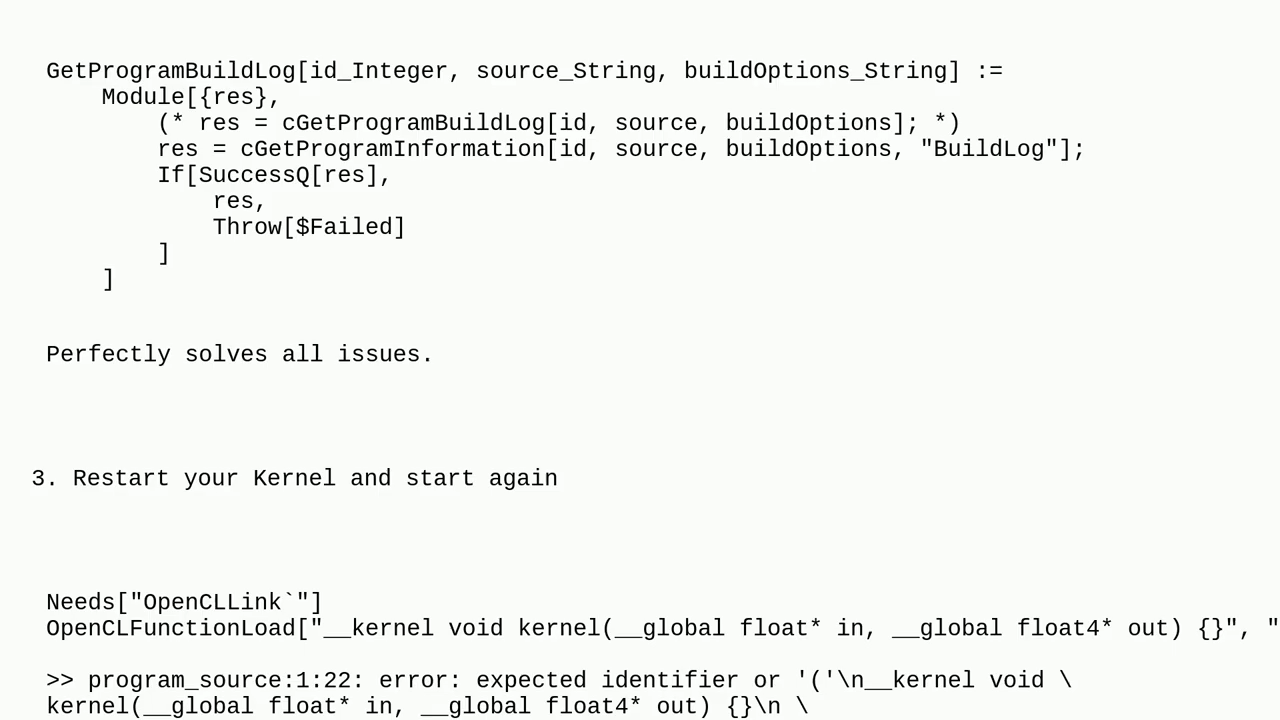 GetProgramBuildLog[id_Integer, source_String, buildOptions_String] :=
Module[{res},
(* res = cGetProgramBuildLog[id, source, buildOptions]; *)
res = cGetProgramInformation[id, source, buildOptions, "BuildLog"];
If[SuccessQ[res],
res,
Throw[$Failed]
]
]
Perfectly solves all issues.
3. Restart your Kernel and start again
Needs["OpenCLLink`"]
OpenCLFunctionLoad["__kernel void kernel(__global float* in, __global float4* out) {}", "
>> program_source:1:22: error: expected identifier or '('\n__kernel void \
kernel(__global float* in, __global float4* out) {}\n \